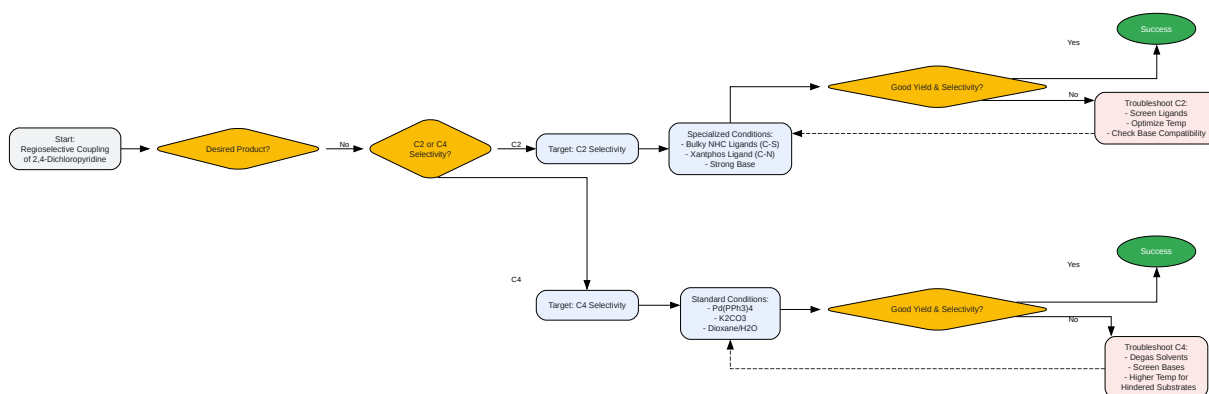 Start:
Regioselective Coupling
of 2,4-Dichloropyridine
Desired Product?
No
C2 or C4
Selectivity?
C2
Target: C2 Selectivity
Specialized Conditions:
- Bulky NHC Ligands (C-S)
- Xantphos Ligand (C-N)
- Strong Base
Good Yield & Selectivity?
Yes
Success
No
Troubleshoot C2:
- Screen Ligands
- Optimize Temp
- Check Base Compatibility
C4
Target: C4 Selectivity
Standard Conditions:
- Pd(PPh3)4
- K2CO3
- Dioxane/H2O
Good Yield & Selectivity?
Yes
Success
No
Troubleshoot C4:
- Degas Solvents
- Screen Bases
- Higher Temp for
Hindered Substrates